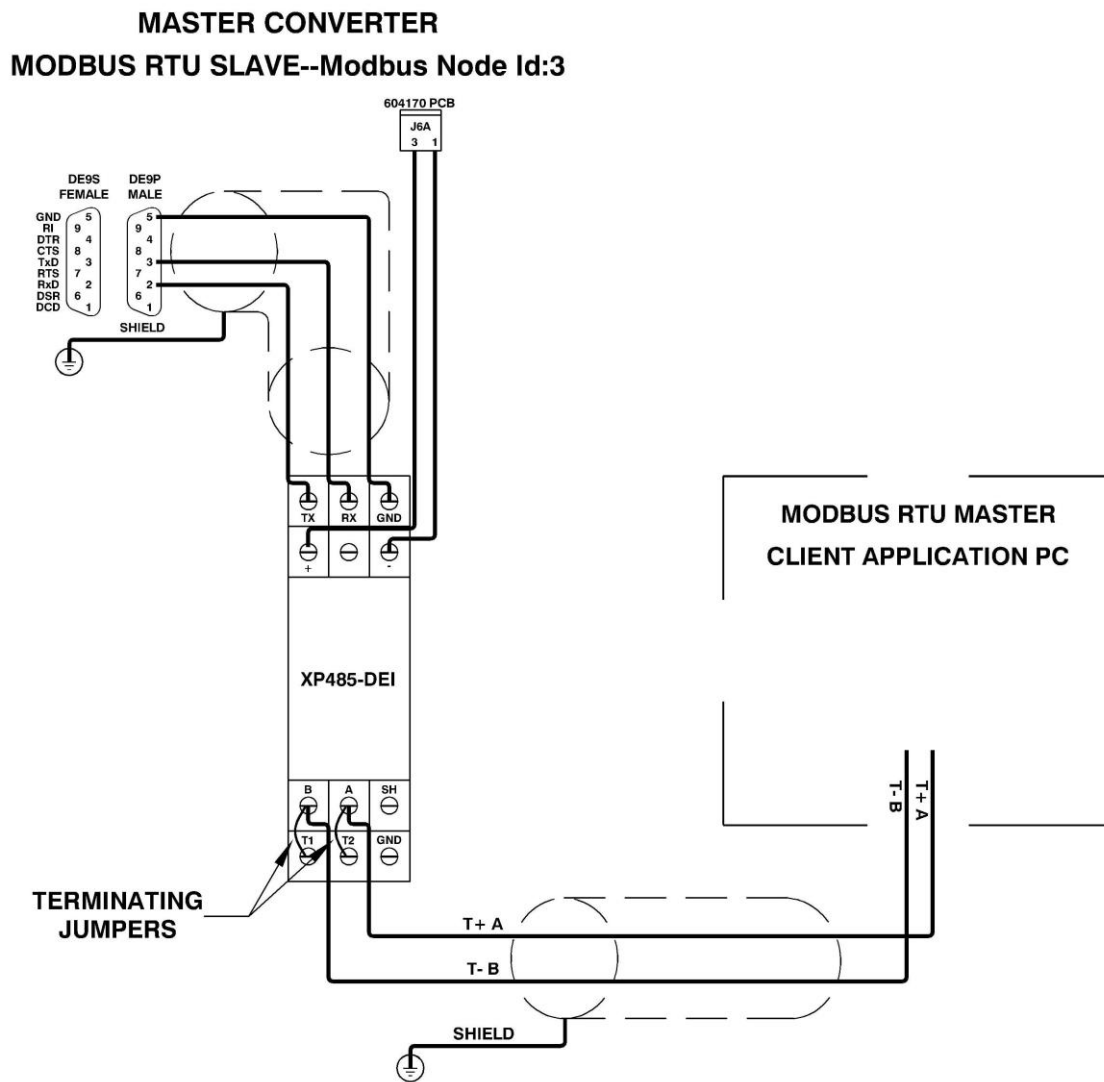 MASTER CONVERTER
MODBUS RTU SLAVE--Modbus Node Id:3
604170 PCB
J6A
3 1
DE9S
FEMALE
DE9P
MALE
GND 5
RI 9
DTR 4
CTS 8
TxD 3
RTS 7
RxD 2
DSR 6
DCD 1
5
9
4
8
3
7
2
6
1
SHIELD
TX RX GND
+ -
XP485-DEI
B A SH
T1 T2 GND
TERMINATING
JUMPERS
MODBUS RTU MASTER
CLIENT APPLICATION PC
T- B
T+ A
T+ A
T- B
SHIELD